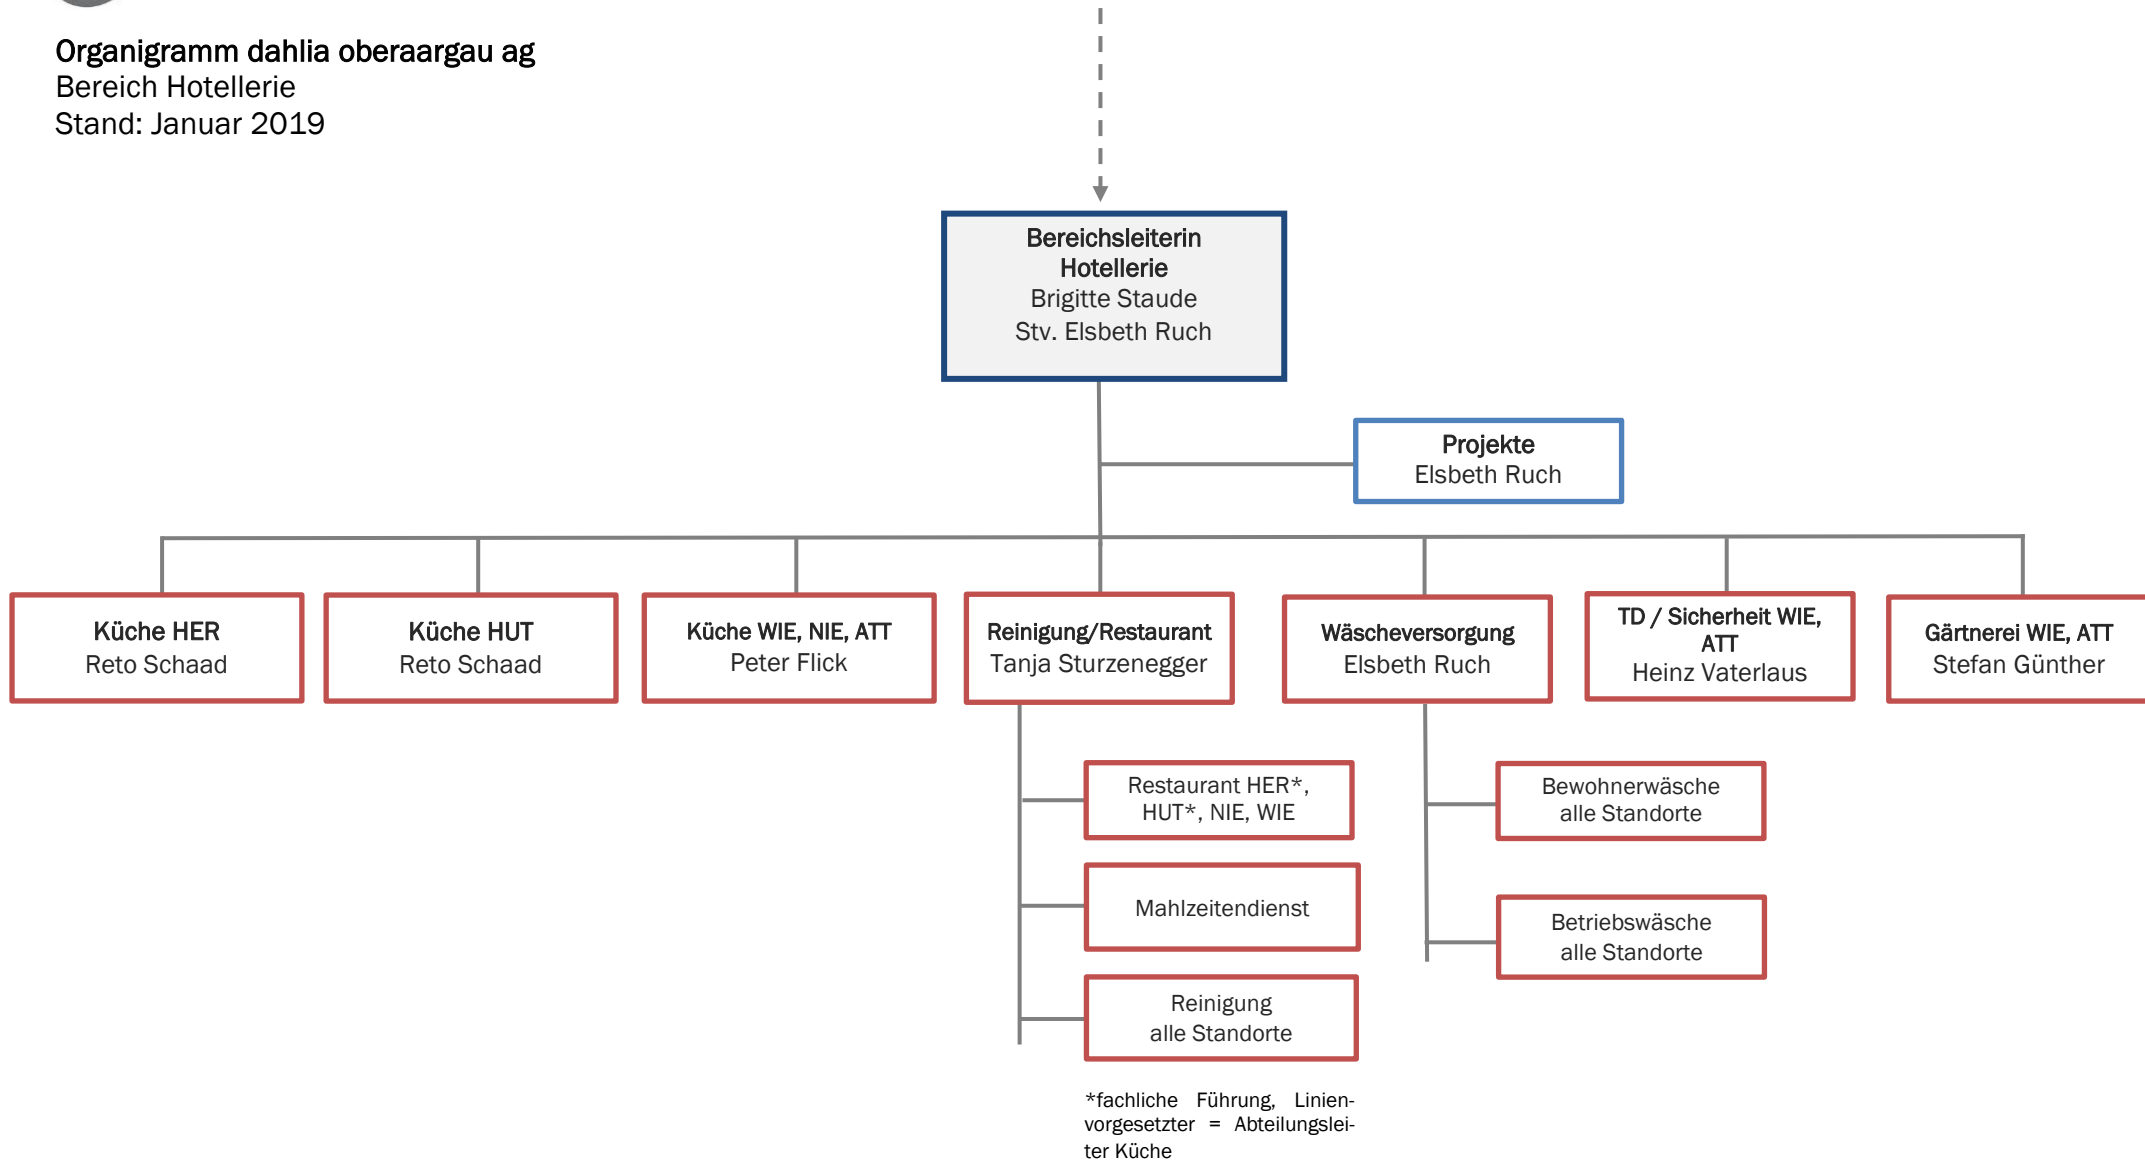 Organigramm dahlia oberaargau ag
Bereich Hotellerie
Stand: Januar 2019
Bereichsleiterin
Hotellerie
Brigitte Staude
Stv. Elsbeth Ruch
Projekte
Elsbeth Ruch
Küche HER
Reto Schaad
Küche HUT
Reto Schaad
Küche WIE, NIE, ATT
Peter Flick
Reinigung/Restaurant
Tanja Sturzenegger
Wäscheversorgung
Elsbeth Ruch
TD / Sicherheit WIE,
ATT
Heinz Vaterlaus
Gärtnerei WIE, ATT
Stefan Günther
Restaurant HER*,
HUT*, NIE, WIE
Mahlzeitendienst
Reinigung
alle Standorte
Bewohnerwäsche
alle Standorte
Betriebswäsche
alle Standorte
*fachliche Führung, Linien-
vorgesetzter = Abteilungslei-
ter Küche